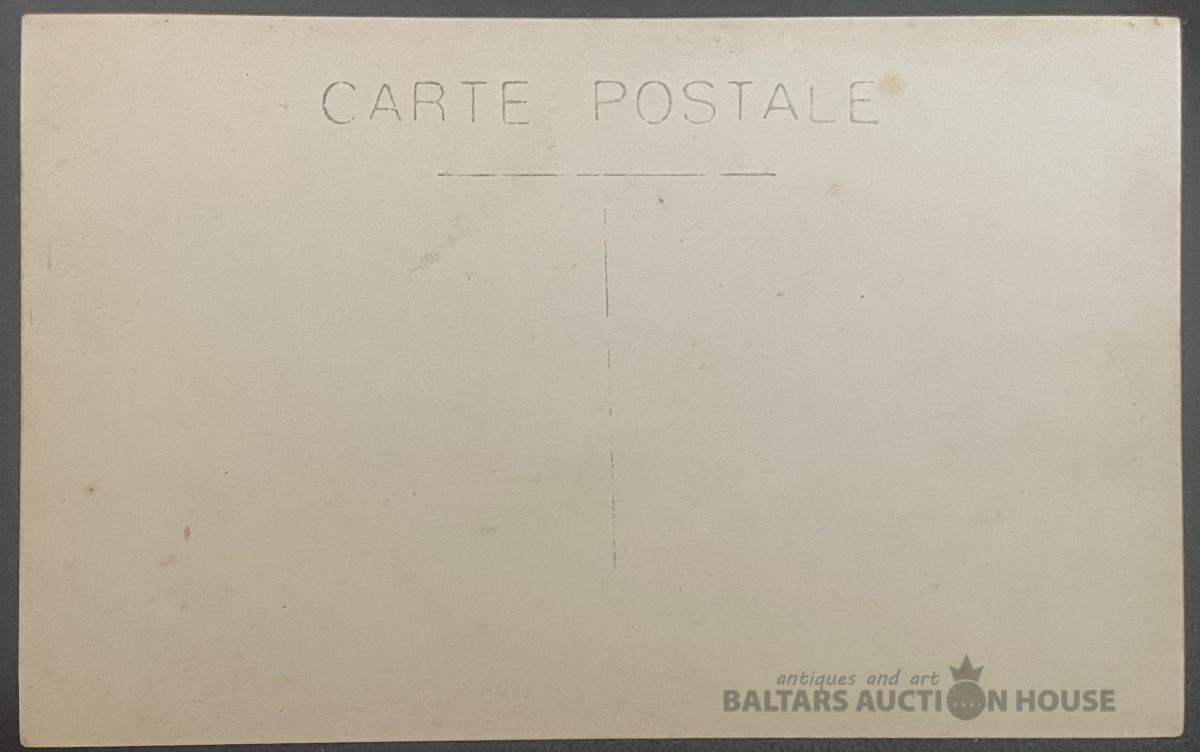 CARTE POSTALE
antiques and art
BALTARS AUCTION HOUSE